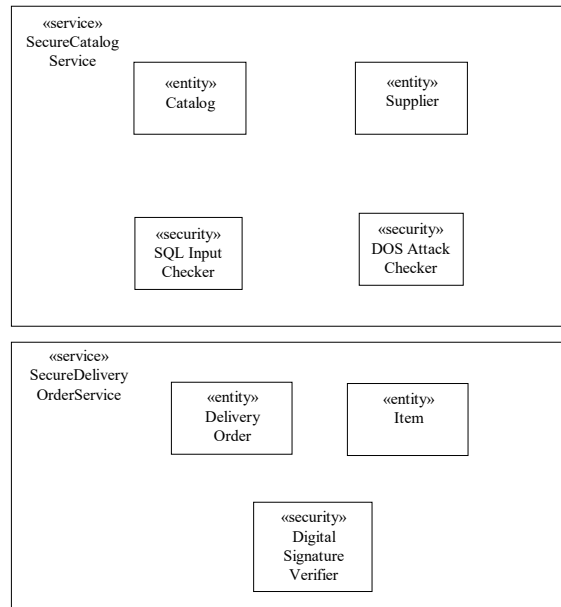 «service»
SecureCatalog
Service
«entity»
Catalog
«entity»
Supplier
«security»
SQL Input
Checker
«security»
DOS Attack
Checker
«service»
SecureDelivery
OrderService
«entity»
Delivery
Order
«entity»
Item
«security»
Digital
Signature
Verifier